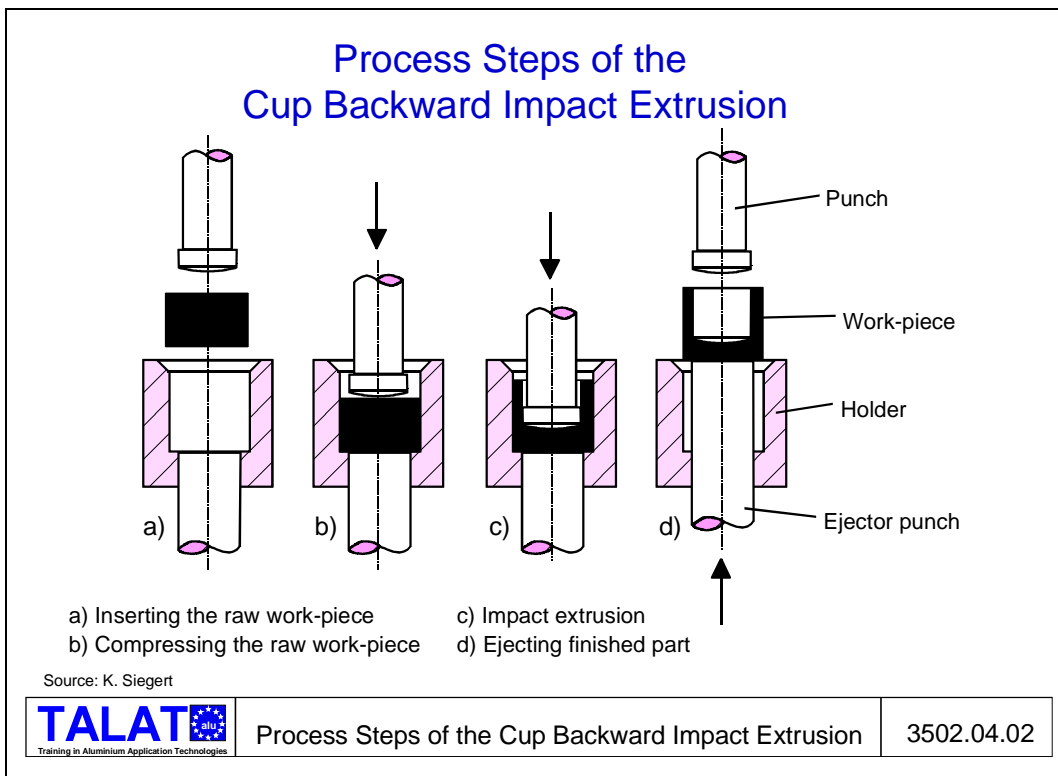 Process Steps of the
Cup Backward Impact Extrusion
Punch
Work-piece
Holder
Ejector punch
a)
b)
c)
d)
a) Inserting the raw work-piece
b) Compressing the raw work-piece
c) Impact extrusion
d) Ejecting finished part
Source: K. Siegert
TALAT
alu
Training in Aluminium Application Technologies
Process Steps of the Cup Backward Impact Extrusion
3502.04.02